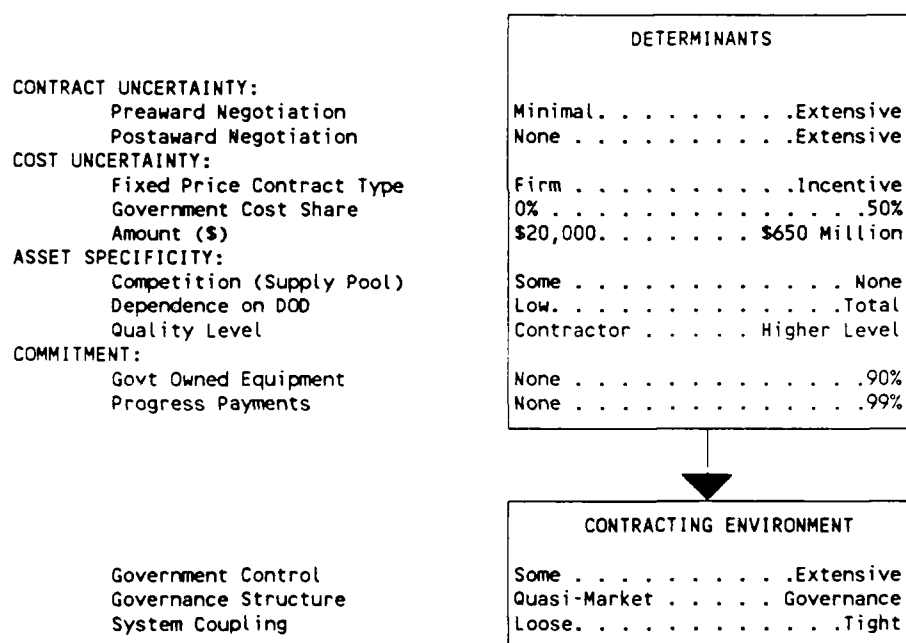 DETERMINANTS
CONTRACT UNCERTAINTY:
Preaward Negotiation Minimal. . . . . . . . . .Extensive
Postaward Negotiation None . . . . . . . . . . .Extensive
COST UNCERTAINTY:
Fixed Price Contract Type Firm . . . . . . . . . . .Incentive
Government Cost Share 0% . . . . . . . . . . . . . . .50%
Amount ($) $20,000. . . . . . . $650 Million
ASSET SPECIFICITY:
Competition (Supply Pool) Some . . . . . . . . . . . . . None
Dependence on DOD Low. . . . . . . . . . . . . .Total
Quality Level Contractor . . . . . Higher Level
COMMITMENT:
Govt Owned Equipment None . . . . . . . . . . . . . .90%
Progress Payments None . . . . . . . . . . . . . .99%
CONTRACTING ENVIRONMENT
Government Control Some . . . . . . . . . . .Extensive
Governance Structure Quasi-Market . . . . . Governance
System Coupling Loose. . . . . . . . . . . . .Tight